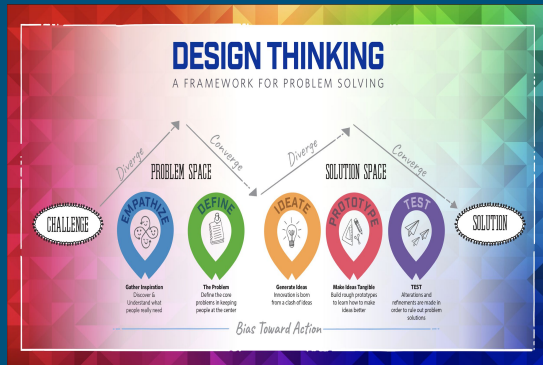 DESIGN THINKING
A FRAMEWORK FOR PROBLEM SOLVING
Diverge
Converge
Diverge
Converge
PROBLEM SPACE
SOLUTION SPACE
CHALLENGE
EMPATHIZE
DEFINE
IDEATE
PROTOTYPE
TEST
SOLUTION
Gather Inspiration
Discover &
Understand what
people really need
The Problem
Define the core
problems in keeping
people at the center
Generate Ideas
Innovation is born
from a clash of ideas
Make Ideas Tangible
Build rough prototypes
to learn how to make
ideas better
TEST
Alterations and
refinements are made in
order to rule out problem
solutions
Bias Toward Action